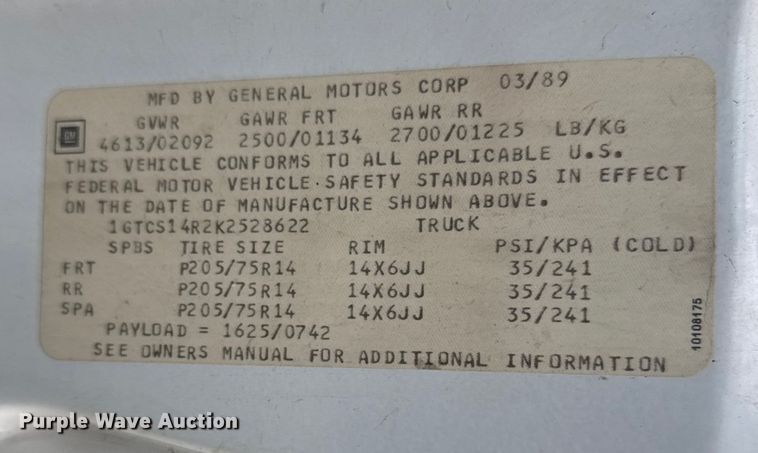 MFD BY GENERAL MOTORS CORP 03/89
GVWR GAWR FRT GAWR RR
GM 4613/02092 2500/01134 2700/01225 LB/KG
THIS VEHICLE CONFORMS TO ALL APPLICABLE U.S.
FEDERAL MOTOR VEHICLE SAFETY STANDARDS IN EFFECT
ON THE DATE OF MANUFACTURE SHOWN ABOVE.
1GTCS14R2K2528622 TRUCK
SPBS TIRE SIZE RIM PSI/KPA (COLD)
FRT P205/75R14 14X6JJ 35/241
RR P205/75R14 14X6JJ 35/241
SPA P205/75R14 14X6JJ 35/241
PAYLOAD = 1625/0742
SEE OWNERS MANUAL FOR ADDITIONAL INFORMATION
10108175
Purple Wave Auction